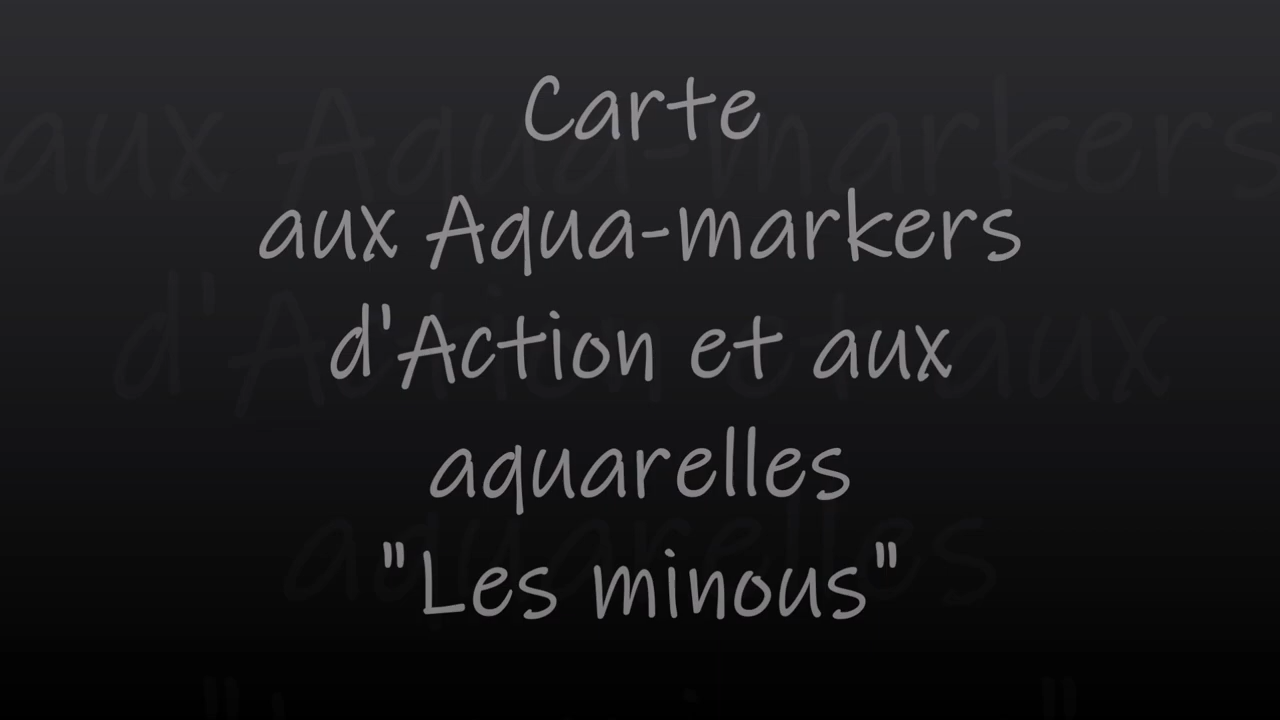 Carte
aux Aqua-markers
d'Action et aux
aquarelles
"Les minous"